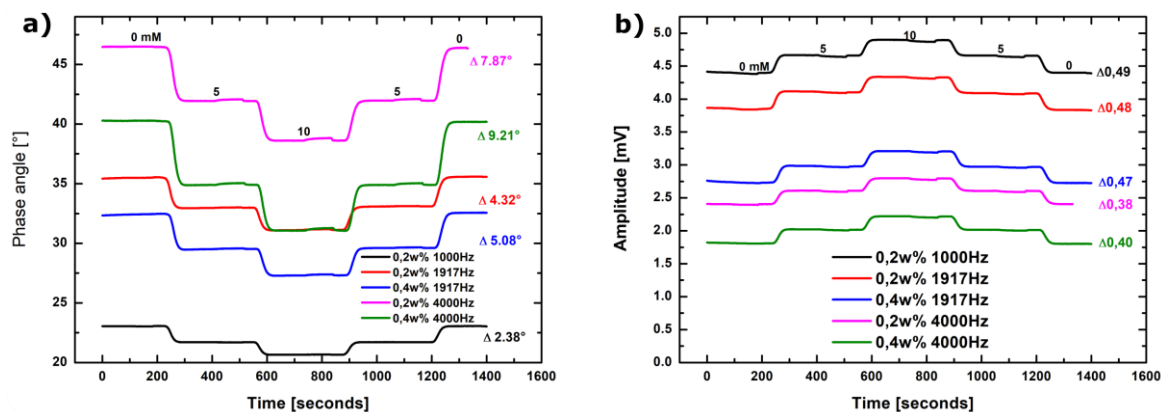 a)
Phase angle [°]
45
40
35
30
25
20
0 mM
5
10
5
0
Δ 7.87°
Δ 9.21°
Δ 4.32°
Δ 5.08°
Δ 2.38°
0,2w% 1000Hz
0,2w% 1917Hz
0,4w% 1917Hz
0,2w% 4000Hz
0,4w% 4000Hz
0 200 400 600 800 1000 1200 1400 1600
Time [seconds]
b)
Amplitude [mV]
5.0
4.5
4.0
3.5
3.0
2.5
2.0
1.5
1.0
0.5
0.0
0 mM
5
10
5
0
Δ0,49
Δ0,48
Δ0,47
Δ0,38
Δ0,40
0,2w% 1000Hz
0,2w% 1917Hz
0,4w% 1917Hz
0,2w% 4000Hz
0,4w% 4000Hz
0 200 400 600 800 1000 1200 1400 1600
Time [seconds]